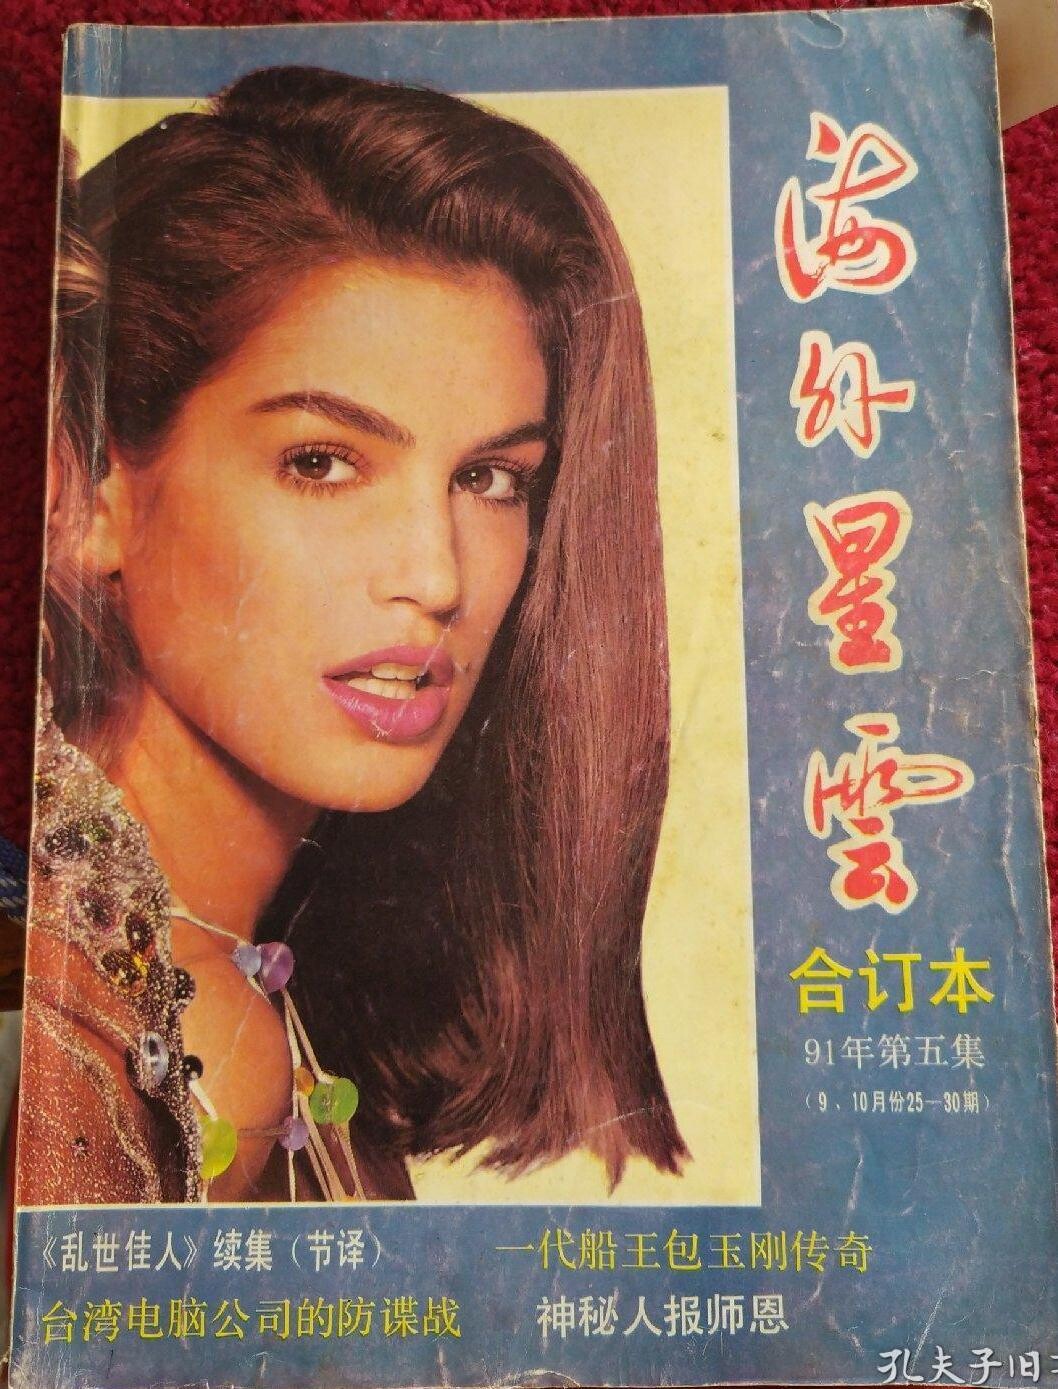 海外星雲
合订本
91年第五集
(9、10月份25—30期)
《乱世佳人》续集(节译)
一代船王包玉刚传奇
台湾电脑公司的防谍战
神秘人报师恩
孔夫子旧